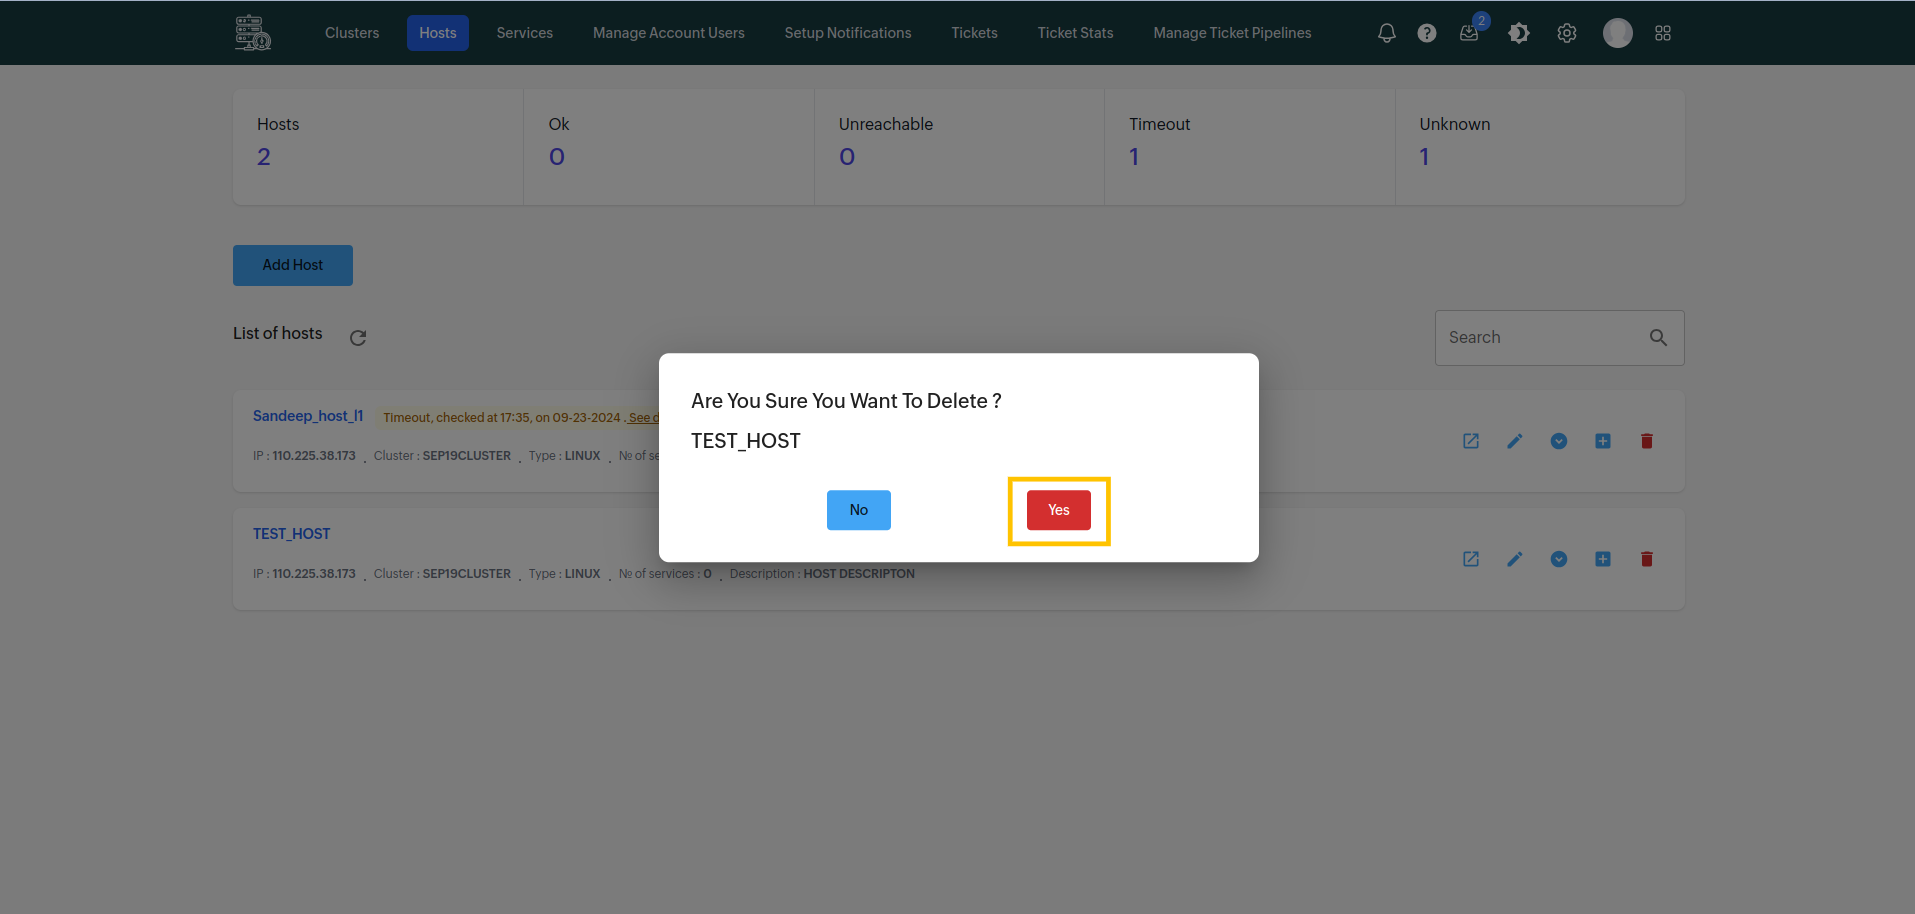 Clusters Hosts Services Manage Account Users Setup Notifications Tickets Ticket Stats Manage Ticket Pipelines ? 2
Hosts Ok Unreachable Timeout Unknown
2 0 0 1 1
Add Host
List of hosts
Search
Are You Sure You Want To Delete ?
TEST_HOST
No Yes
Sandeep_host_l1 Timeout, checked at 17:35, on 09-23-2024 . See d
IP : 110.225.38.173 . Cluster : SEP19CLUSTER . Type : LINUX . № of se
TEST_HOST
IP : 110.225.38.173 . Cluster : SEP19CLUSTER . Type : LINUX . № of services : 0 . Description : HOST DESCRIPTON